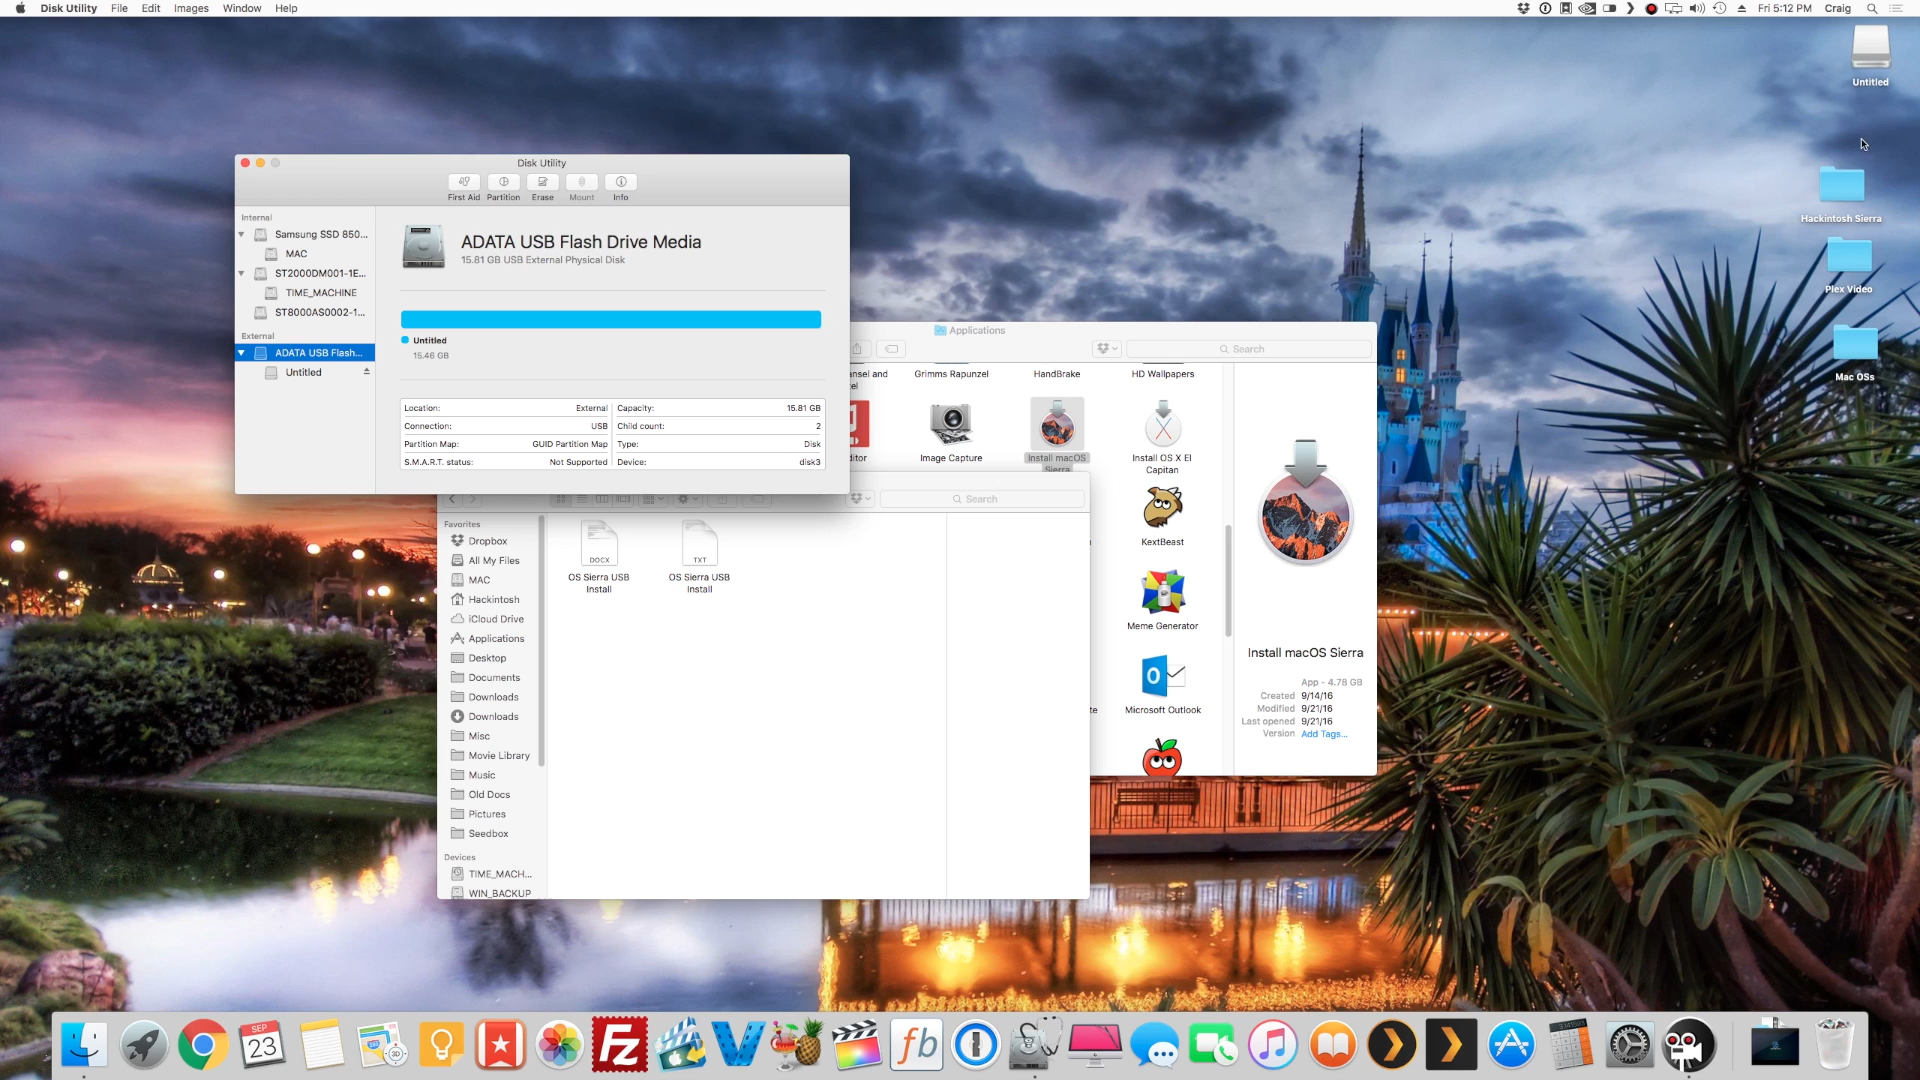 Disk Utility File Edit Images Window Help
Fri 5:12 PM Craig
Untitled
Hackintosh Sierra
Plex Video
Mac OSs
Disk Utility
First Aid Partition Erase Mount Info
Internal
Samsung SSD 850...
MAC
ST2000DM001-1E...
TIME_MACHINE
ST8000AS0002-1...
External
ADATA USB Flash...
Untitled
ADATA USB Flash Drive Media
15.81 GB USB External Physical Disk
Untitled
15.46 GB
Location: External Capacity: 15.81 GB
Connection: USB Child count: 2
Partition Map: GUID Partition Map Type: Disk
S.M.A.R.T. status: Not Supported Device: disk3
Applications
Search
Grimms Rapunzel
HandBrake
HD Wallpapers
Image Capture
Install macOS
Sierra
Install OS X El
Capitan
KextBeast
Meme Generator
Microsoft Outlook
Install macOS Sierra
App - 4.78 GB
Created 9/14/16
Modified 9/21/16
Last opened 9/21/16
Version Add Tags...
Search
Favorites
Dropbox
All My Files
MAC
Hackintosh
iCloud Drive
Applications
Desktop
Documents
Downloads
Downloads
Misc
Movie Library
Music
Old Docs
Pictures
Seedbox
Devices
TIME_MACH...
WIN_BACKUP
DOCX
OS Sierra USB
Install
TXT
OS Sierra USB
Install
SEP
23
3D
Fz
fb